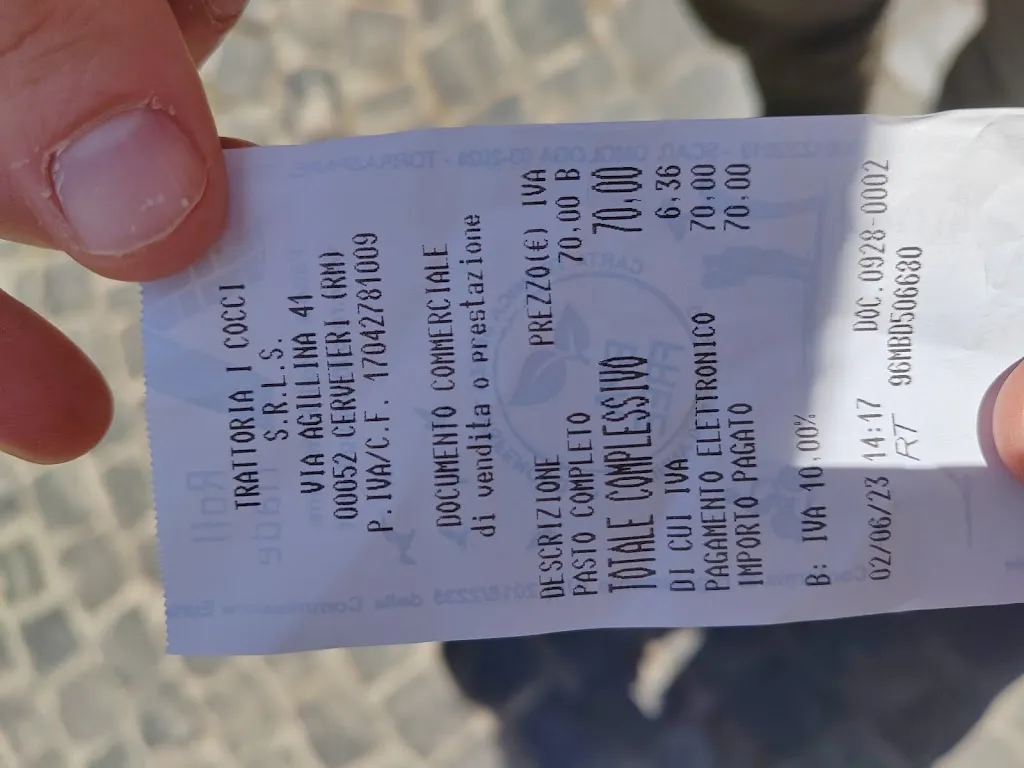 TRATTORIA I COCCI
S.R.L.S.
VIA AGILLINA 41
00052 CERVETERI (RM)
P.IVA/C.F. 17042781009
DOCUMENTO COMMERCIALE
di vendita o prestazione
DESCRIZIONE PREZZO(€) IVA
PASTO COMPLETO 70,00 B
TOTALE COMPLESSIVO 70,00
DI CUI IVA 6,36
PAGAMENTO ELETTRONICO 70,00
IMPORTO PAGATO 70,00
B: IVA 10,00%
02/06/23 14:17 DOC.0928-0002
RT 96MBD506680